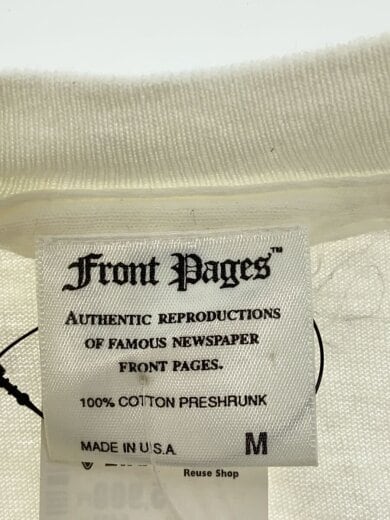 Front Pages™
AUTHENTIC REPRODUCTIONS
OF FAMOUS NEWSPAPER
FRONT PAGES.
100% COTTON PRESHRUNK
MADE IN U.S.A. M
Reuse Shop